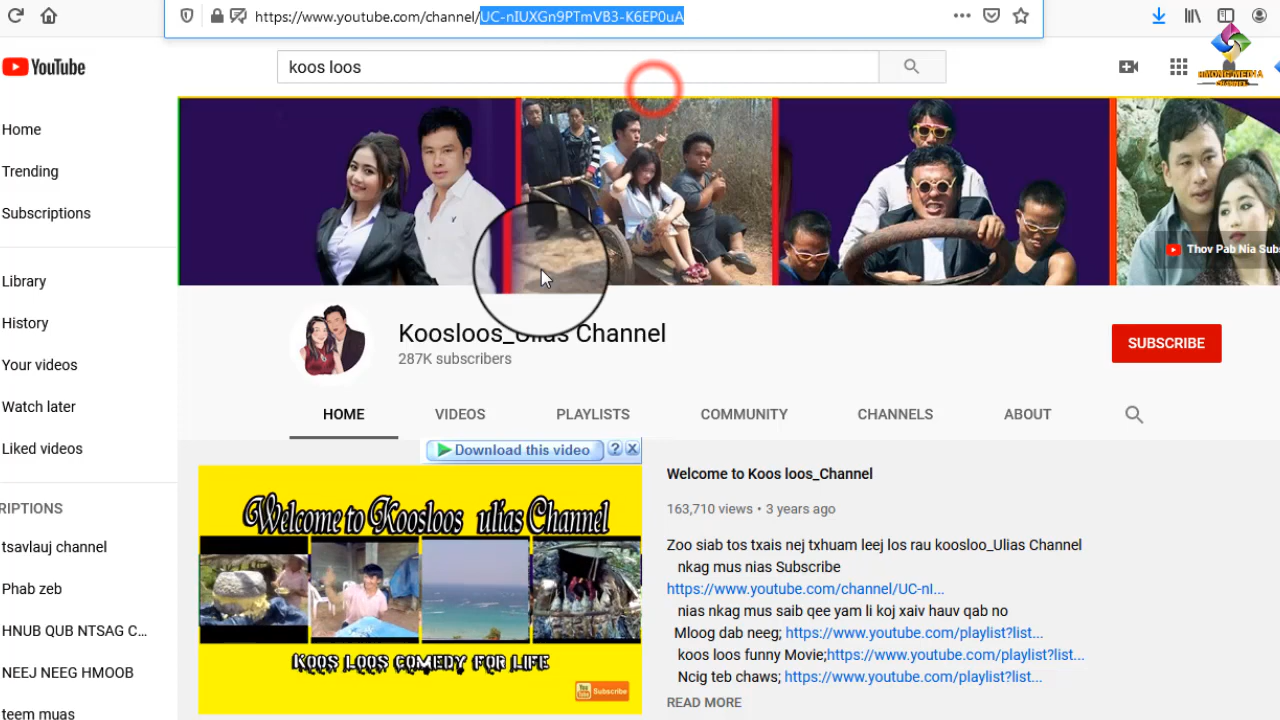 https://www.youtube.com/channel/UC-nIUXGn9PTmVB3-K6EP0uA
YouTube
koos loos
HMONG MEDIA
CHANNEL
Home
Trending
Subscriptions
Thov Pab Nia Subs
Library
History
Koosloos_Ulias Channel
287K subscribers
SUBSCRIBE
Your videos
Watch later
Liked videos
HOME VIDEOS PLAYLISTS COMMUNITY CHANNELS ABOUT
Download this video ? X
Welcome to Koos loos_Channel
163,710 views • 3 years ago
RIPTIONS
Welcome to Koosloos ulias Channel
tsavlauj channel
Phab zeb
HNUB QUB NTSAG C...
NEEJ NEEG HMOOB
teem muas
Zoo siab tos txais nej txhuam leej los rau koosloo_Ulias Channel
nkag mus nias Subscribe
https://www.youtube.com/channel/UC-nI...
nias nkag mus saib qee yam li koj xaiv hauv qab no
Mloog dab neeg; https://www.youtube.com/playlist?list...
koos loos funny Movie;https://www.youtube.com/playlist?list...
Ncig teb chaws; https://www.youtube.com/playlist?list...
READ MORE
KOOS LOOS COMEDY FOR LIFE
You Tube Subscribe